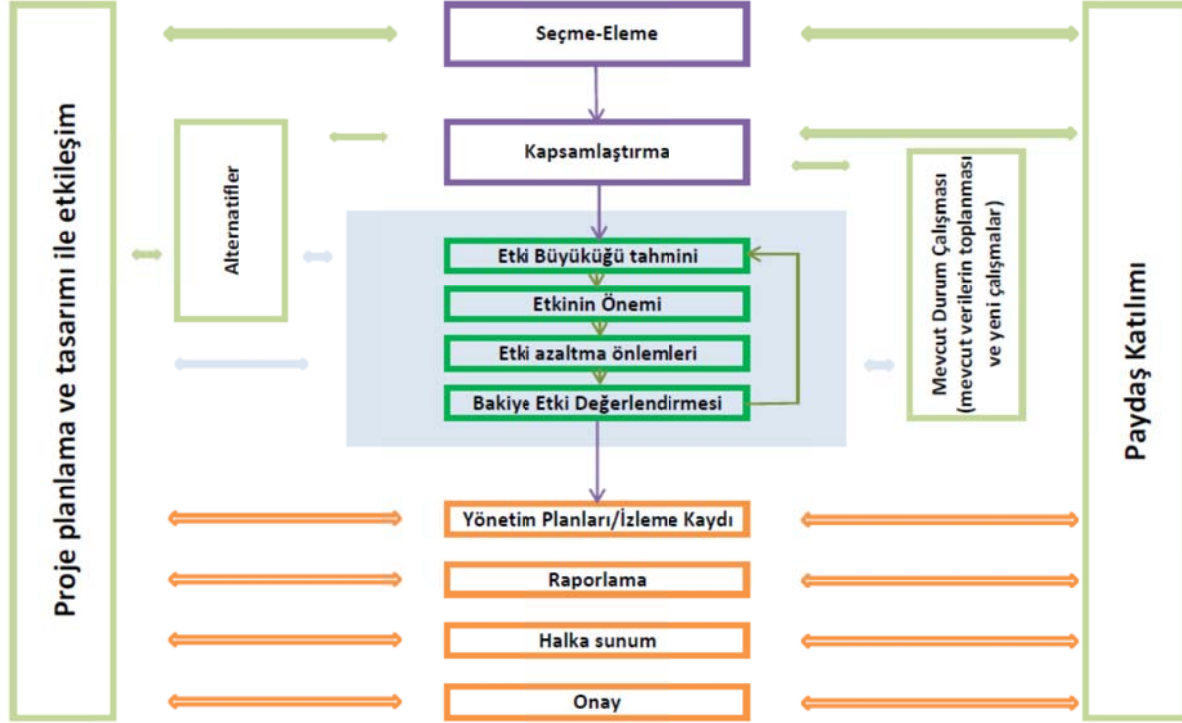 Proje planlama ve tasarımı ile etkileşim
Alternatifler
Seçme-Eleme
Kapsamlaştırma
Etki Büyüküğü tahmini
Etkinin Önemi
Etki azaltma önlemleri
Bakiye Etki Değerlendirmesi
Yönetim Planları/İzleme Kaydı
Raporlama
Halka sunum
Onay
Mevcut Durum Çalışması
(mevcut verilerin toplanması
ve yeni çalışmalar)
Paydaş Katılımı